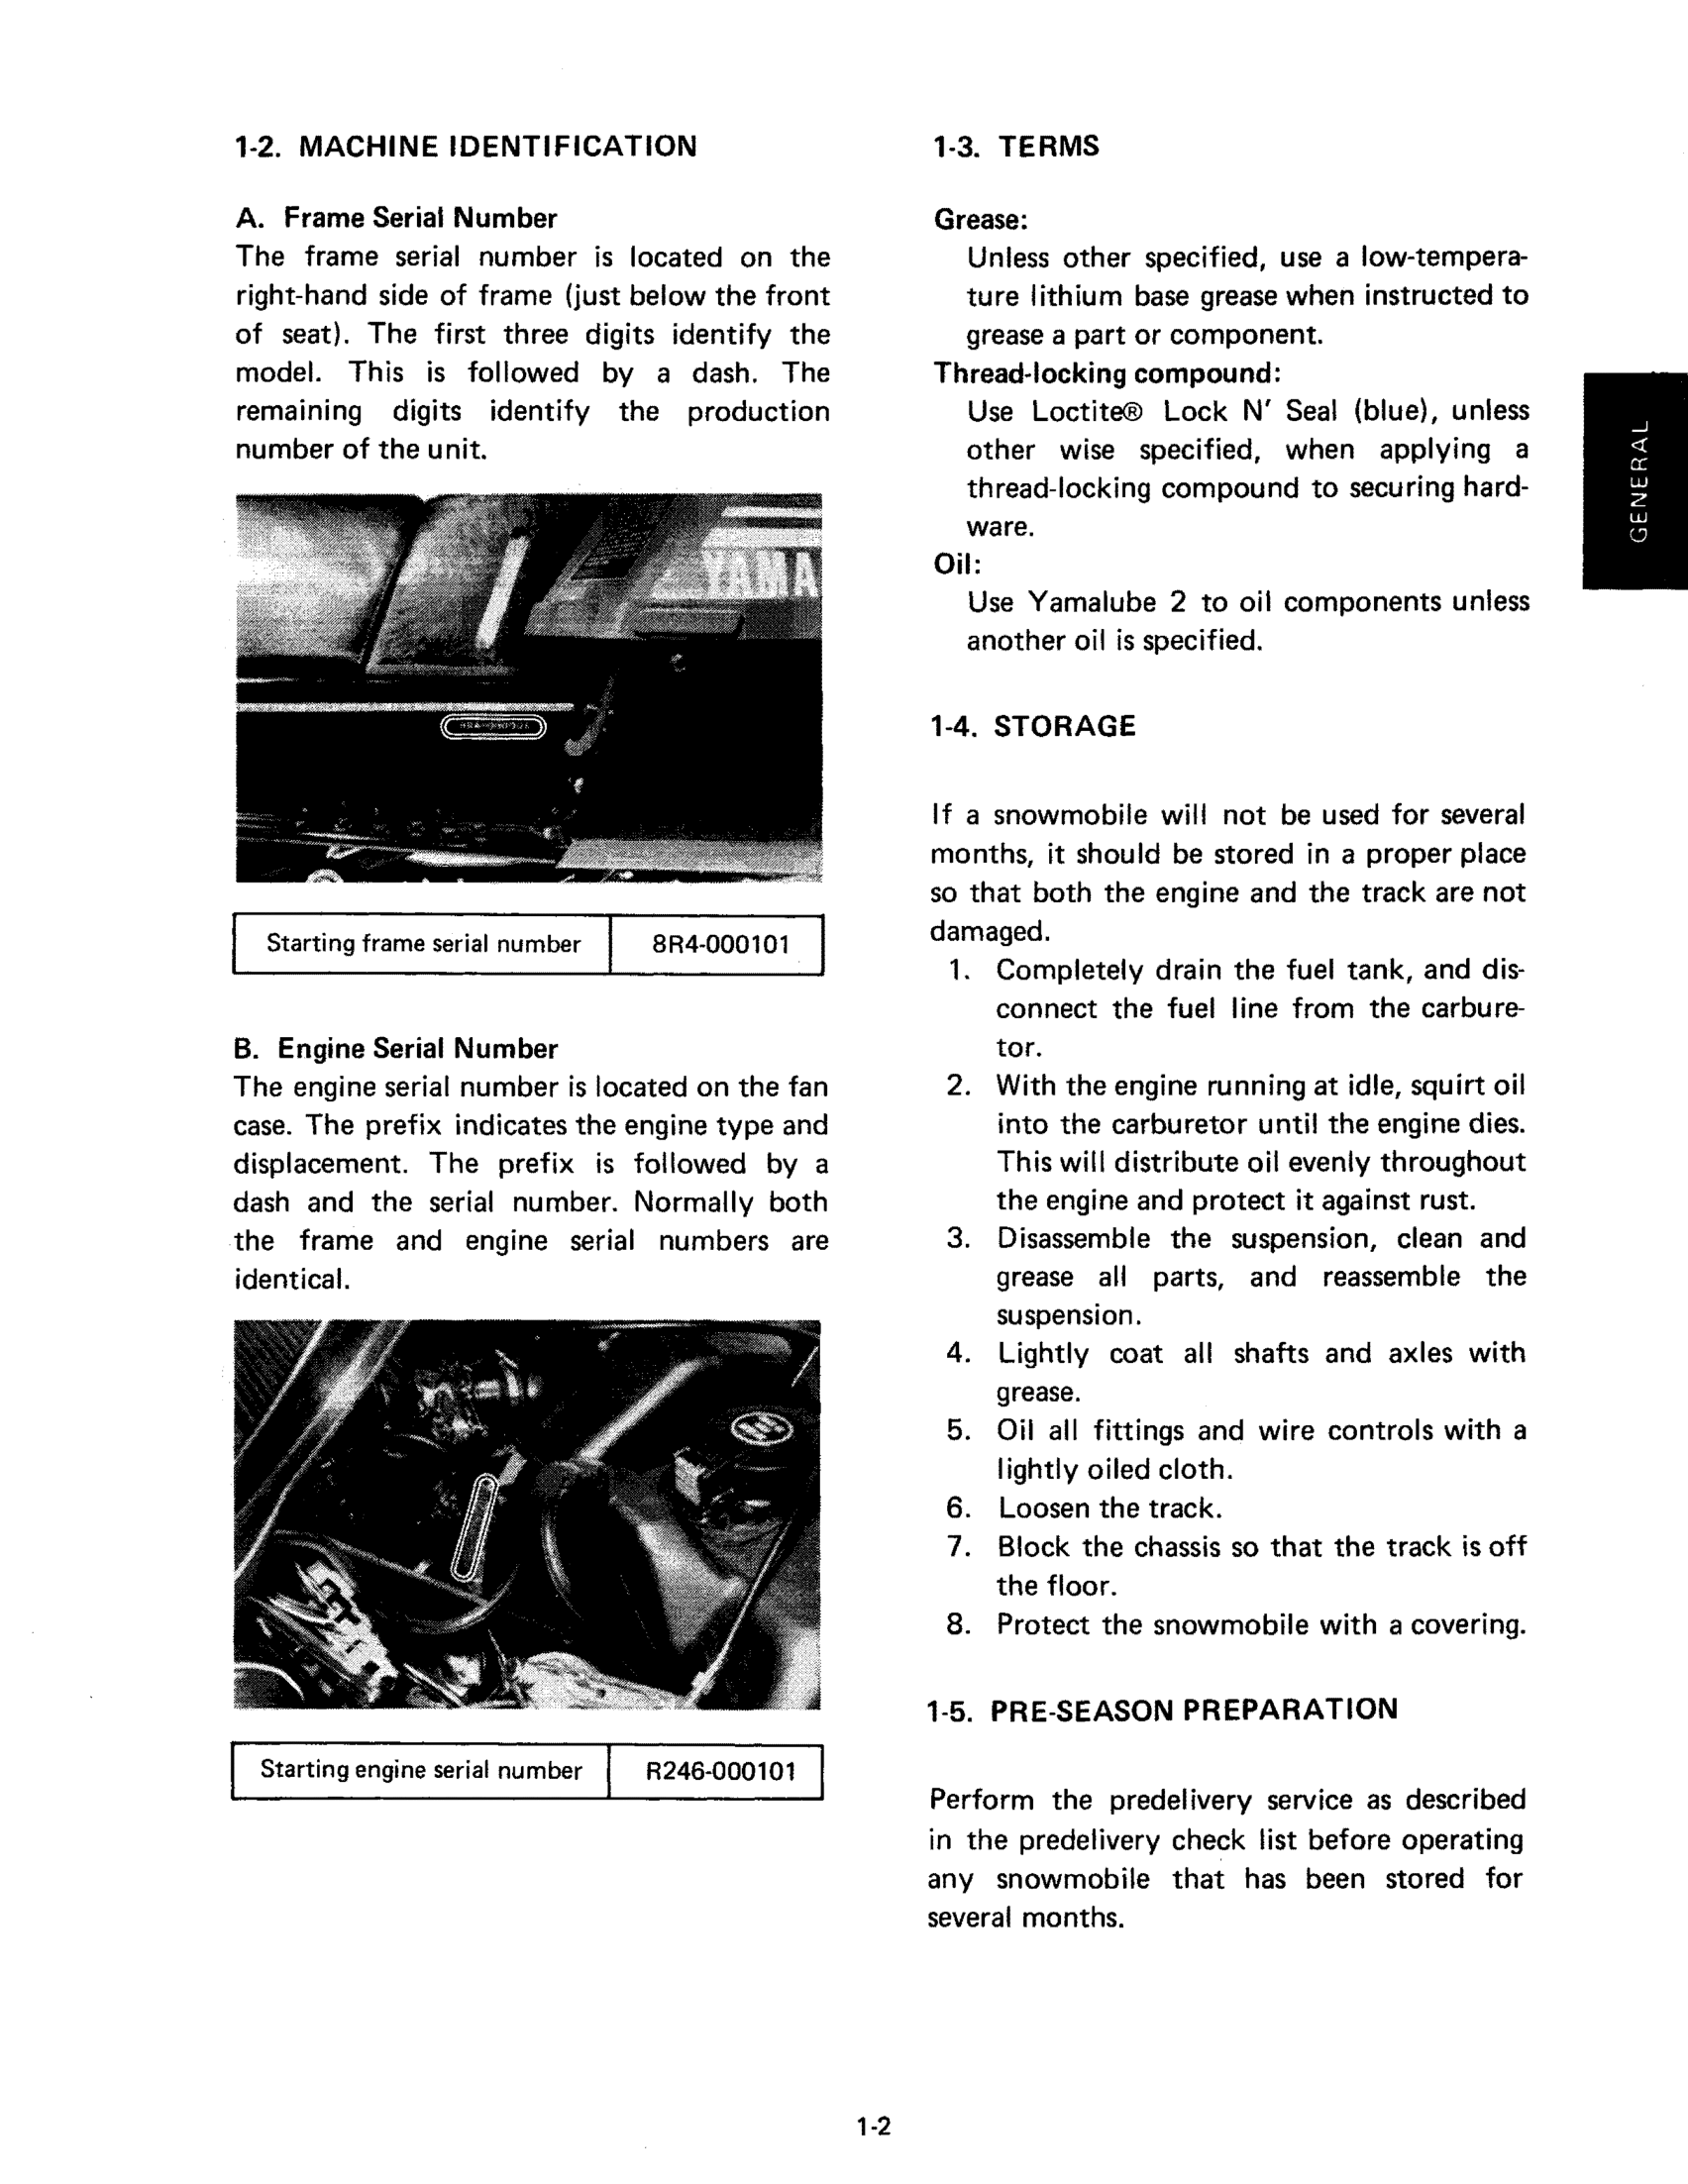 1-2. MACHINE IDENTIFICATION
A. Frame Serial Number
The frame serial number is located on the
right-hand side of frame (just below the front
of seat). The first three digits identify the
model. This is followed by a dash. The
remaining digits identify the production
number of the unit.
YAMA
Starting frame serial number 8R4-000101
B. Engine Serial Number
The engine serial number is located on the fan
case. The prefix indicates the engine type and
displacement. The prefix is followed by a
dash and the serial number. Normally both
the frame and engine serial numbers are
identical.
Starting engine serial number R246-000101
1-3. TERMS
Grease:
Unless other specified, use a low-tempera-
ture lithium base grease when instructed to
grease a part or component.
Thread-locking compound:
Use Loctite® Lock N' Seal (blue), unless
other wise specified, when applying a
thread-locking compound to securing hard-
ware.
Oil:
Use Yamalube 2 to oil components unless
another oil is specified.
1-4. STORAGE
If a snowmobile will not be used for several
months, it should be stored in a proper place
so that both the engine and the track are not
damaged.
1. Completely drain the fuel tank, and dis-
connect the fuel line from the carbure-
tor.
2. With the engine running at idle, squirt oil
into the carburetor until the engine dies.
This will distribute oil evenly throughout
the engine and protect it against rust.
3. Disassemble the suspension, clean and
grease all parts, and reassemble the
suspension.
4. Lightly coat all shafts and axles with
grease.
5. Oil all fittings and wire controls with a
lightly oiled cloth.
6. Loosen the track.
7. Block the chassis so that the track is off
the floor.
8. Protect the snowmobile with a covering.
1-5. PRE-SEASON PREPARATION
Perform the predelivery service as described
in the predelivery check list before operating
any snowmobile that has been stored for
several months.
GENERAL
1-2